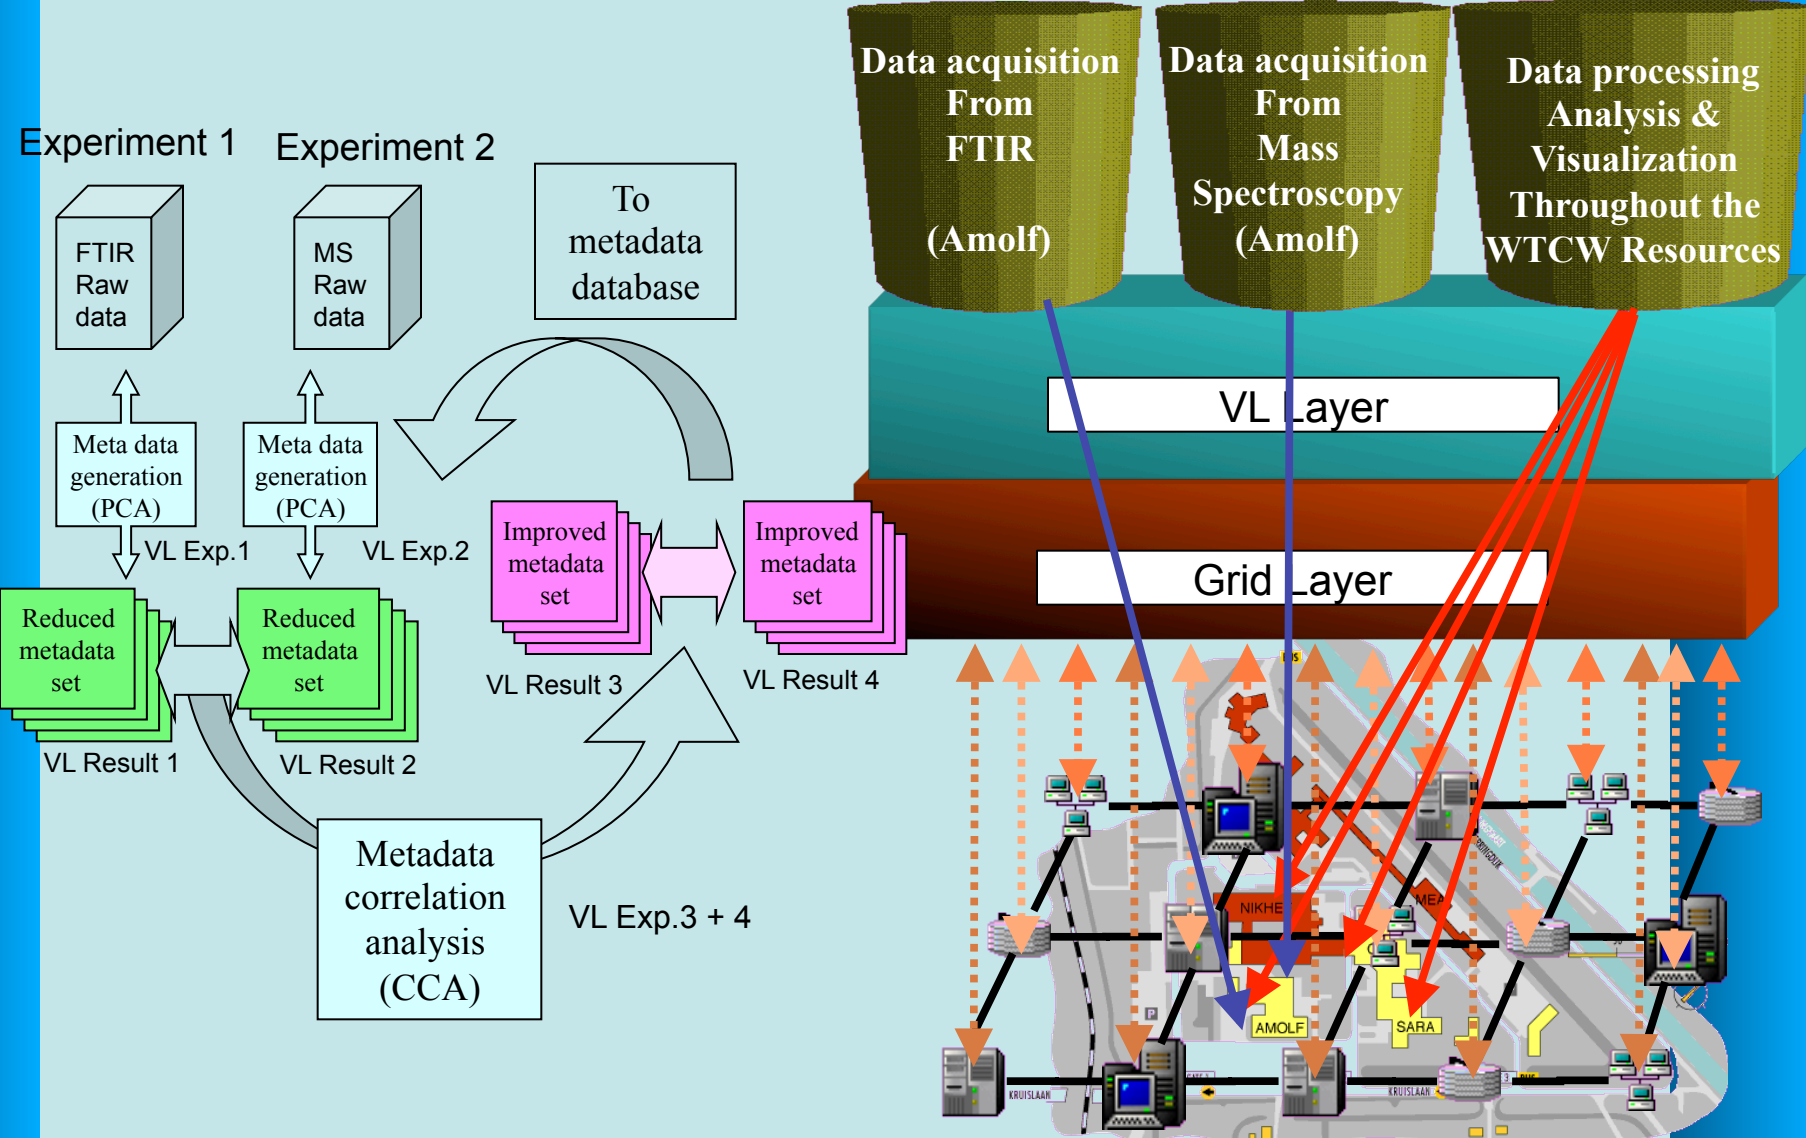 Experiment 1
Experiment 2
FTIR
Raw
data
MS
Raw
data
To
metadata
database
Meta data
generation
(PCA)
Meta data
generation
(PCA)
VL Exp.1
VL Exp.2
Reduced
metadata
set
Reduced
metadata
set
VL Result 1
VL Result 2
Improved
metadata
set
Improved
metadata
set
VL Result 3
VL Result 4
Metadata
correlation
analysis
(CCA)
VL Exp.3 + 4
Data acquisition
From
FTIR
(Amolf)
Data acquisition
From
Mass
Spectroscopy
(Amolf)
Data processing
Analysis &
Visualization
Throughout the
WTCW Resources
VL Layer
Grid Layer
NIKHE
MEA
AMOLF
SARA
P
KRUISLAAN
KRUISLAAN
3